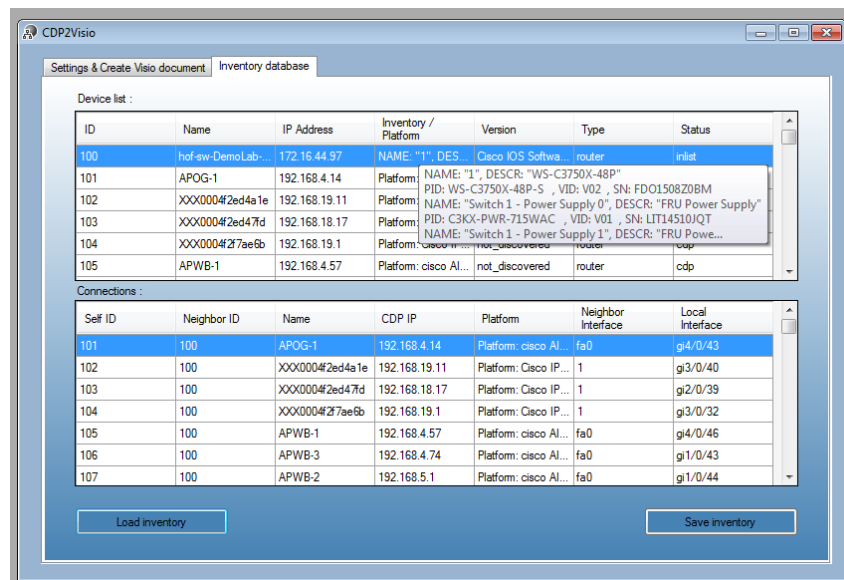 CDP2Visio
Settings & Create Visio document Inventory database
Device list :
ID Name IP Address Inventory / Platform Version Type Status
100 hof-sw-DemoLab-... 172.16.44.97 NAME: "1", DES... Cisco IOS Softwa... router inlist
101 APOG-1 192.168.4.14 Platform:
102 XXX0004f2ed4a1e 192.168.19.11 Platform:
103 XXX0004f2ed47fd 192.168.18.17 Platform:
104 XXX0004f2f7ae6b 192.168.19.1 Platform: Cisco IP... not_discovered router cdp
105 APWB-1 192.168.4.57 Platform: cisco AI... not_discovered router cdp
NAME: "1", DESCR: "WS-C3750X-48P"
PID: WS-C3750X-48P-S , VID: V02 , SN: FDO1508Z0BM
NAME: "Switch 1 - Power Supply 0", DESCR: "FRU Power Supply"
PID: C3KX-PWR-715WAC , VID: V01 , SN: LIT14510JQT
NAME: "Switch 1 - Power Supply 1", DESCR: "FRU Powe...
Connections :
Self ID Neighbor ID Name CDP IP Platform Neighbor Interface Local Interface
101 100 APOG-1 192.168.4.14 Platform: cisco AI... fa0 gi4/0/43
102 100 XXX0004f2ed4a1e 192.168.19.11 Platform: Cisco IP... 1 gi3/0/40
103 100 XXX0004f2ed47fd 192.168.18.17 Platform: Cisco IP... 1 gi2/0/39
104 100 XXX0004f2f7ae6b 192.168.19.1 Platform: Cisco IP... 1 gi3/0/32
105 100 APWB-1 192.168.4.57 Platform: cisco AI... fa0 gi4/0/46
106 100 APWB-3 192.168.4.74 Platform: cisco AI... fa0 gi1/0/43
107 100 APWB-2 192.168.5.1 Platform: cisco AI... fa0 gi1/0/44
Load inventory Save inventory